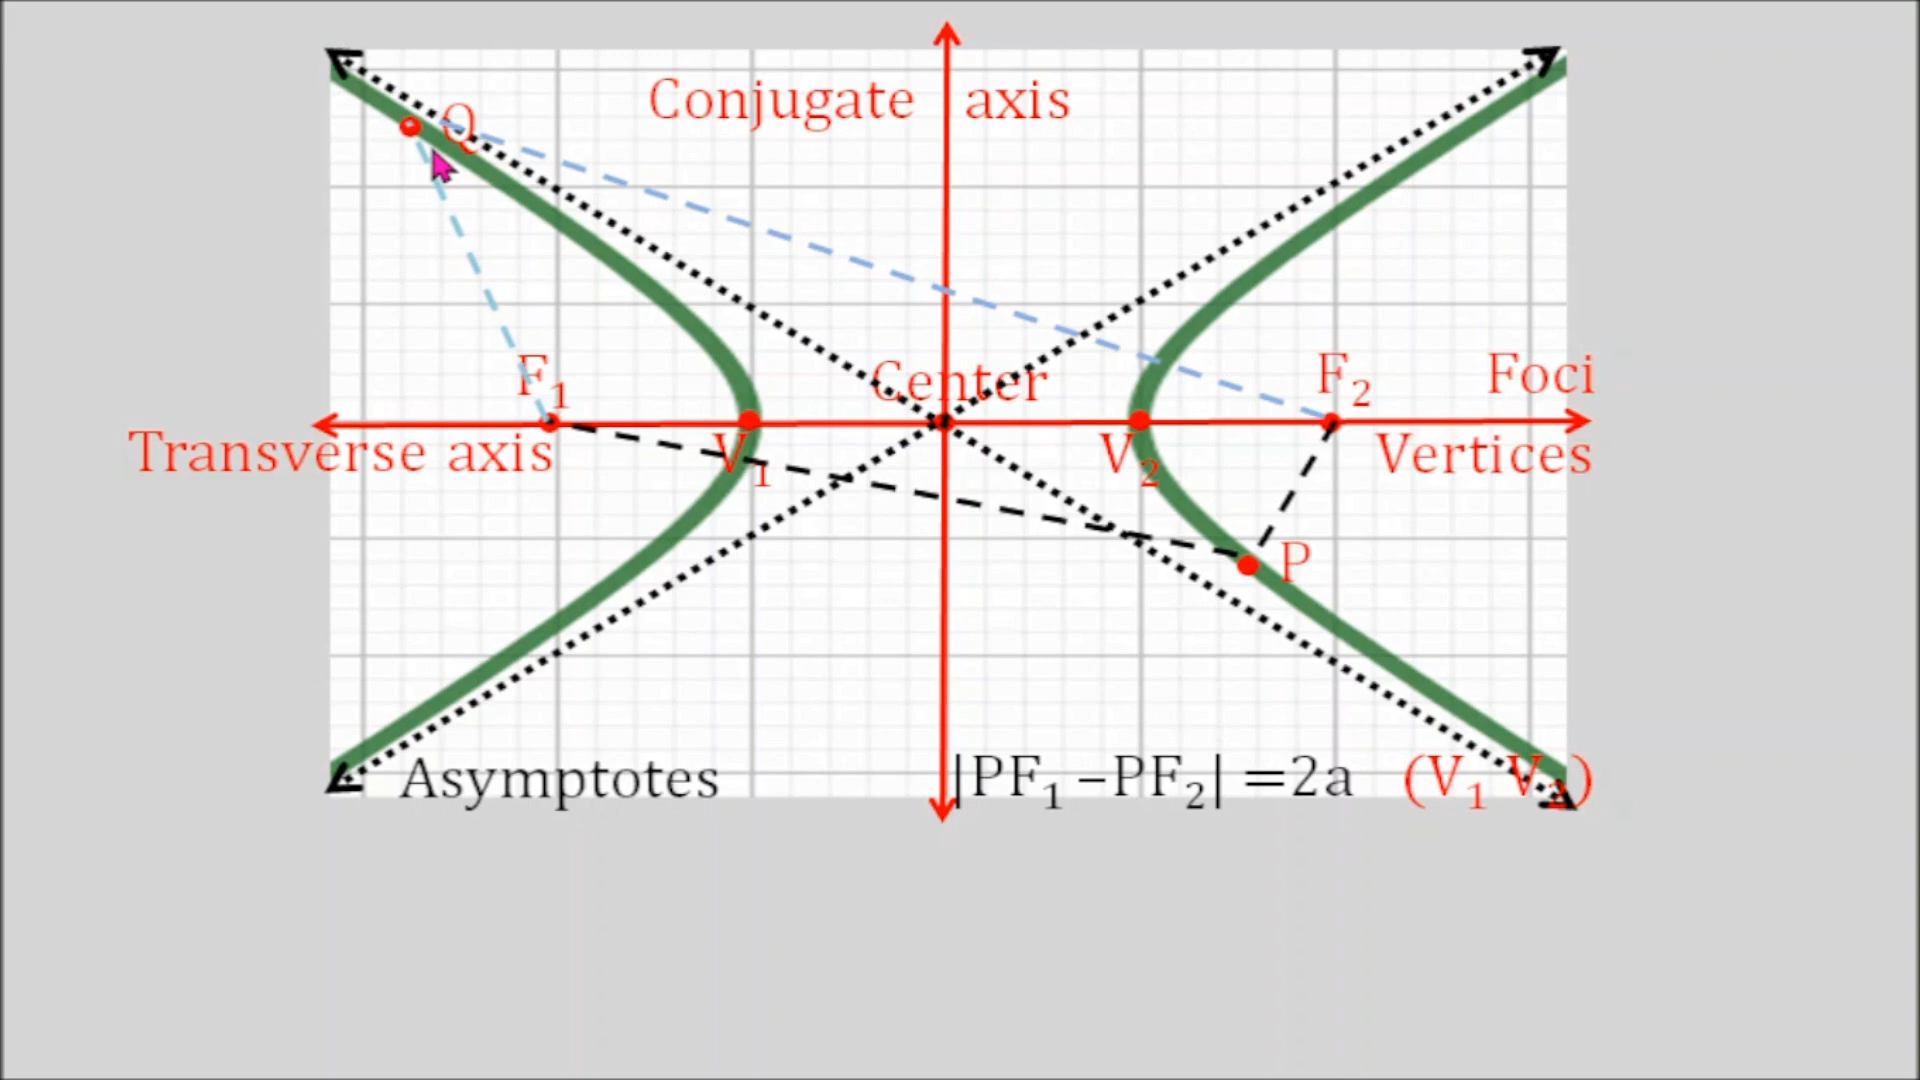 Conjugate axis
Q
Center
F₁
F₂
Foci
Transverse axis
V₁
V₂
Vertices
P
Asymptotes
|PF₁ –PF₂| =2a (V₁ V₂)